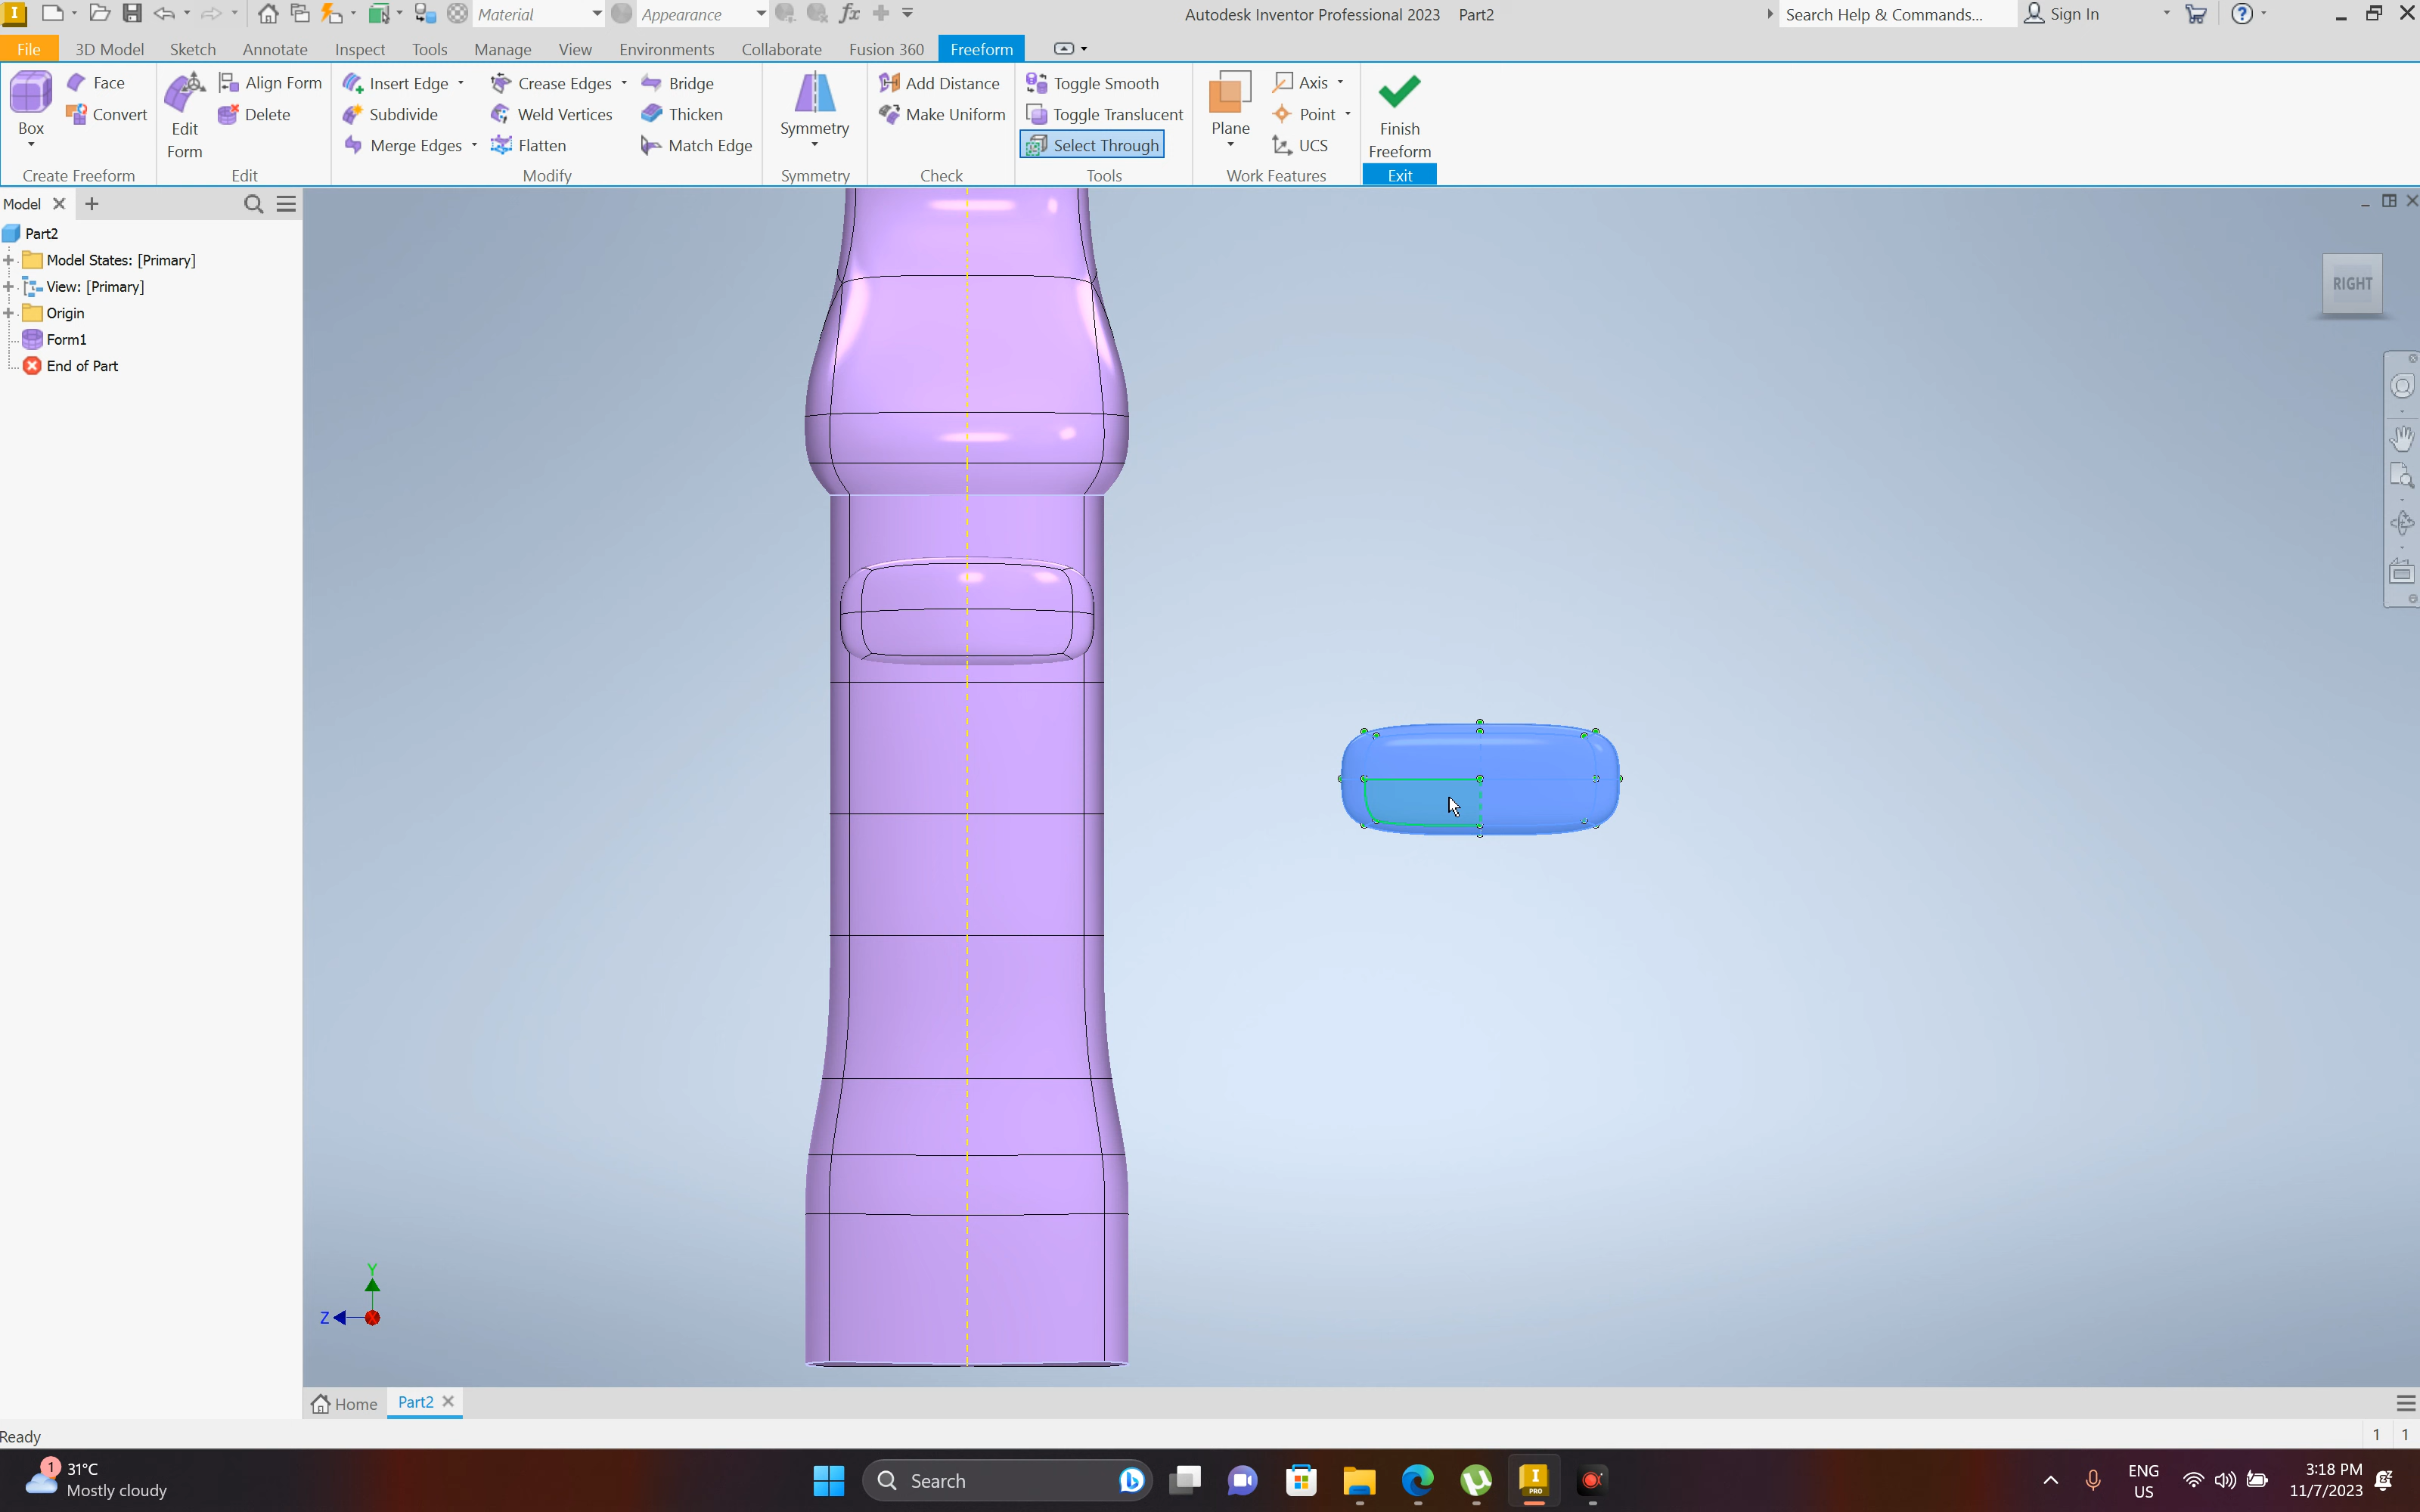 Material Appearance fx Autodesk Inventor Professional 2023 Part2 Search Help & Commands... Sign In
File 3D Model Sketch Annotate Inspect Tools Manage View Environments Collaborate Fusion 360 Freeform
Face Align Form Insert Edge Crease Edges Bridge Add Distance Toggle Smooth Axis
Box Convert Edit Form Delete Subdivide Weld Vertices Thicken Symmetry Make Uniform Toggle Translucent Plane Point Finish Freeform
Merge Edges Flatten Match Edge Select Through UCS
Create Freeform Edit Modify Symmetry Check Tools Work Features Exit
Model
Part2
Model States: [Primary]
View: [Primary]
Origin
Form1
End of Part
RIGHT
Y
Z
Home Part2
Ready 1 1
1 31°C
Mostly cloudy
Search
I
PRO
ENG
US
3:18 PM
11/7/2023